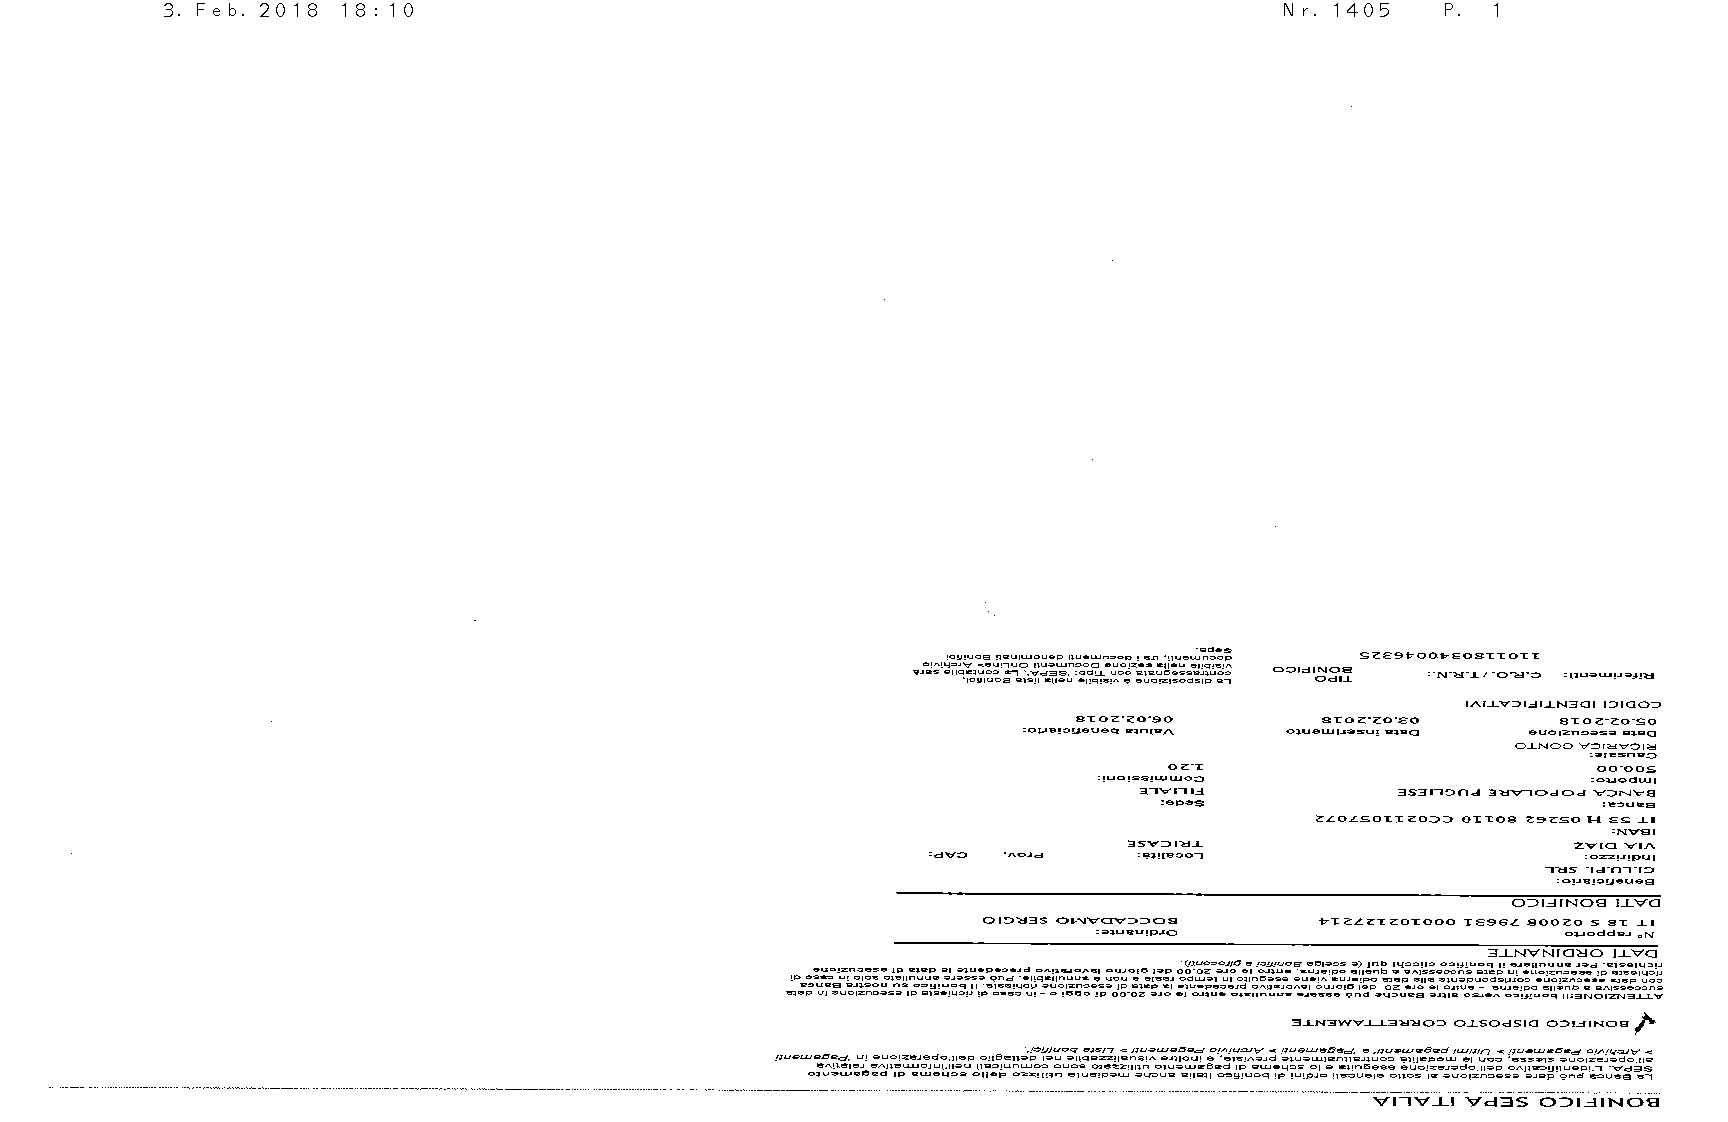 3. Feb. 2018 18:10 Nr. 1405 P. 1
BONIFICO SEPA ITALIA
La Banca può dare esecuzione ai sotto elencati ordini di bonifico Italia anche mediante utilizzo dello schema di pagamento
SEPA. L'identificativo dell'operazione eseguita e lo schema di pagamento utilizzato sono comunicati nell'informativa relativa
all'operazione stessa, con le modalità contrattualmente previste, e inoltre visualizzabile nel dettaglio dell'operazione in "Pagamenti
> Archivio Pagamenti > Ultimi pagamenti" e "Pagamenti > Archivio Pagamenti > Lista bonifici".
BONIFICO DISPOSTO CORRETTAMENTE
ATTENZIONE:Il bonifico verso altre Banche può essere annullato entro le ore 20.00 di oggi o - in caso di richiesta di esecuzione in data
successiva a quella odierna - entro le ore 20 del giorno lavorativo precedente la data di esecuzione richiesta. Il bonifico su nostra Banca
con data esecuzione corrispondente alla data odierna viene eseguito in tempo reale e non è annullabile. Può essere annullato solo in caso di
richiesta di esecuzione in data successiva a quella odierna, entro le ore 20.00 del giorno lavorativo precedente la data di esecuzione
richiesta. Per annullare il bonifico clicchi qui (e scelga Bonifici e giroconti).
DATI ORDINANTE
N° rapporto Ordinante:
IT 18 S 02008 79631 000102127214 BOCCADAMO SERGIO
DATI BONIFICO
Beneficiario:
CI.LU.PI. SRL
Indirizzo: Località: Prov. CAP:
VIA DIAZ TRICASE
IBAN:
IT 53 H 05262 80110 CC0211057072
Banca: Sede:
BANCA POPOLARE PUGLIESE FILIALE
Importo: Commissioni:
500.00 1.20
Causale:
RICARICA CONTO
Data esecuzione Data inserimento Valuta beneficiario:
05.02.2018 03.02.2018 06.02.2018
CODICI IDENTIFICATIVI
Riferimenti: C.R.O./T.R.N.: TIPO BONIFICO
1101180340046325
La disposizione è visibile nella lista Bonifici,
contrassegnata con Tipo: "SEPA". La contabile sarà
visibile nella sezione Documenti OnLine> Archivio
documenti, tra i documenti denominati Bonifici
Sepa.